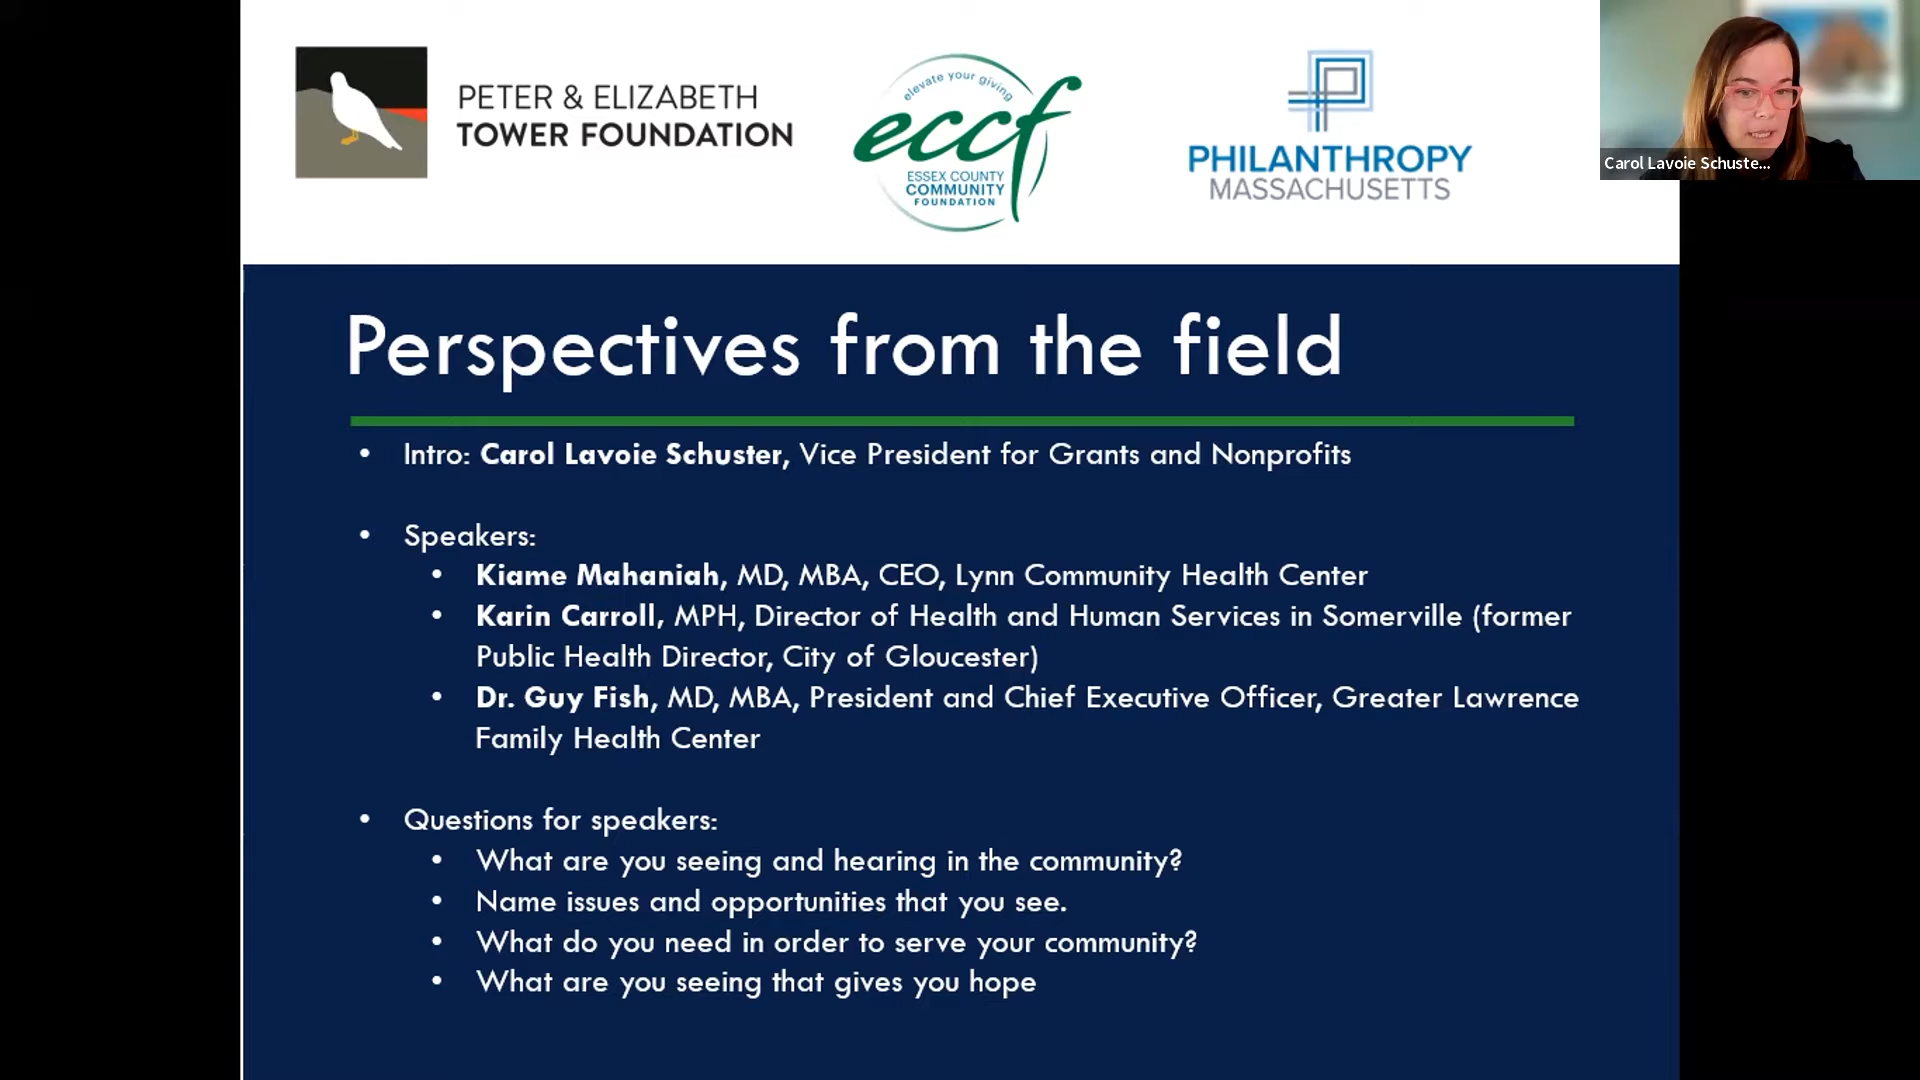 PETER & ELIZABETH
TOWER FOUNDATION
elevate your giving
eccf
ESSEX COUNTY
COMMUNITY
FOUNDATION
PHILANTHROPY
MASSACHUSETTS
Carol Lavoie Schuste...
Perspectives from the field
• Intro: Carol Lavoie Schuster, Vice President for Grants and Nonprofits
• Speakers:
• Kiame Mahaniah, MD, MBA, CEO, Lynn Community Health Center
• Karin Carroll, MPH, Director of Health and Human Services in Somerville (former
Public Health Director, City of Gloucester)
• Dr. Guy Fish, MD, MBA, President and Chief Executive Officer, Greater Lawrence
Family Health Center
• Questions for speakers:
• What are you seeing and hearing in the community?
• Name issues and opportunities that you see.
• What do you need in order to serve your community?
• What are you seeing that gives you hope